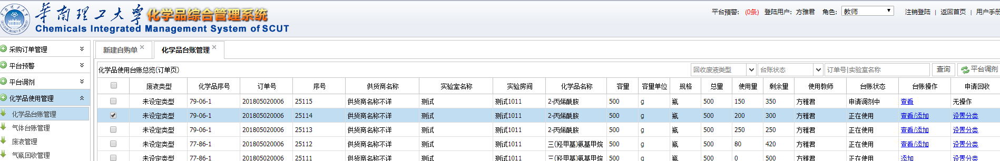 华南理工大学 化学品综合管理系统
Chemicals Integrated Management System of SCUT
平台预警: (0条) 登陆用户: 方雅君 角色: 教师 注销登陆 | 返回首页 | 用户手册
采购订单管理
平台预警
平台调剂
化学品使用管理
化学品台账管理
气体台账管理
废液管理
气瓶回收管理
新建自购单 × 化学品台账管理 ×
化学品使用台账总览(订单页) 回收废液类型 台账状态 订单号|实验室名称 查询 平台调剂
废液类型 化学品序号 订单号 序号 供货商名称 实验室名称 实验房间 化学品名称 容量 容量单位 规格 总量 使用量 剩余量 使用教师 台账状态 台账操作 申请回收
未设定类型 79-06-1 201805020006 25115 供货商名称不详 测试 测试1011 2-丙烯酰胺 500 g 瓶 500 150 350 方雅君 申请调剂中 查看 无操作
未设定类型 79-06-1 201805020006 25114 供货商名称不详 测试 测试1011 2-丙烯酰胺 500 g 瓶 500 200 300 方雅君 正在使用 查看/添加 设置分类
未设定类型 79-06-1 201805020006 25113 供货商名称不详 测试 测试1011 2-丙烯酰胺 500 g 瓶 500 250 250 方雅君 正在使用 查看/添加 设置分类
未设定类型 77-86-1 201805020006 25112 供货商名称不详 测试 测试1011 三(羟甲基)氨基甲烷 500 g 瓶 500 80 420 方雅君 正在使用 查看/添加 设置分类
未设定类型 77-86-1 201805020006 25111 供货商名称不详 测试 测试1011 三(羟甲基)氨基甲烷 500 g 瓶 500 0 500 方雅君 正在使用 添加 设置分类